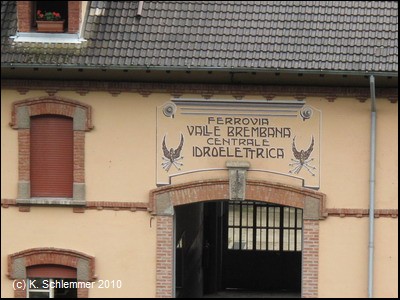 FERROVIA
VALLE BREMBANA
CENTRALE
IDROELETTRICA
(c) K. Schlemmer 2010